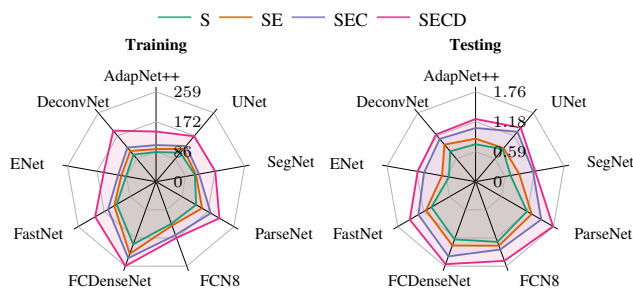 S SE SEC SECD
Training Testing
AdapNet++ AdapNet++
259 1.76
DeconvNet UNet DeconvNet UNet
172 1.18
86 0.59
ENet SegNet ENet SegNet
0 0
FastNet ParseNet FastNet ParseNet
FCDenseNet FCN8 FCDenseNet FCN8